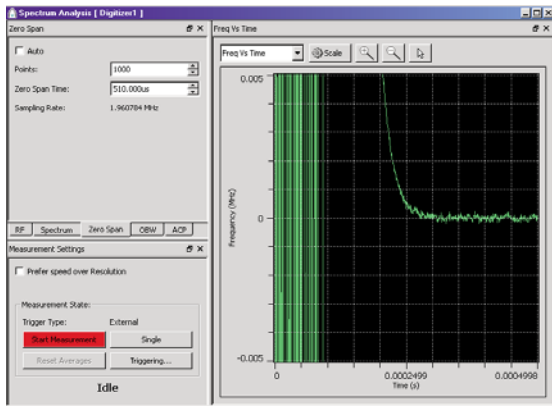 Spectrum Analysis [ Digitizer1 ]
Zero Span
Auto
Points: 1000
Zero Span Time: 510.000us
Sampling Rate: 1.960784 MHz
RF Spectrum Zero Span OBW ACP
Measurement Settings
Prefer speed over Resolution
Measurement State:
Trigger Type: External
Start Measurement Single
Reset Averages Triggering...
Idle
Freq Vs Time
Freq Vs Time Scale
0.005
Frequency (MHz)
0
-0.005
0 0.0002499 0.0004998
Time (s)